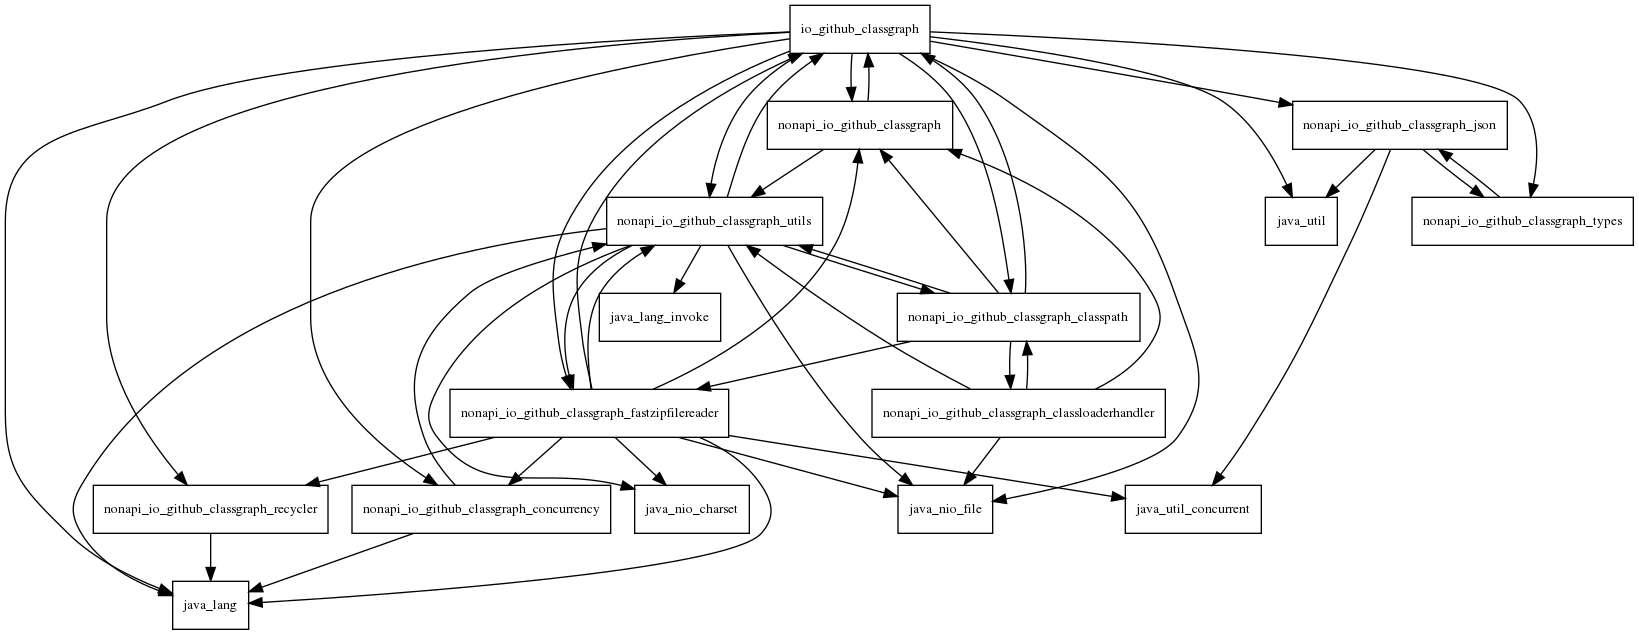 io_github_classgraph
nonapi_io_github_classgraph
nonapi_io_github_classgraph_json
nonapi_io_github_classgraph_utils
java_util
nonapi_io_github_classgraph_types
java_lang_invoke
nonapi_io_github_classgraph_classpath
nonapi_io_github_classgraph_fastzipfilereader
nonapi_io_github_classgraph_classloaderhandler
nonapi_io_github_classgraph_recycler
nonapi_io_github_classgraph_concurrency
java_nio_charset
java_nio_file
java_util_concurrent
java_lang